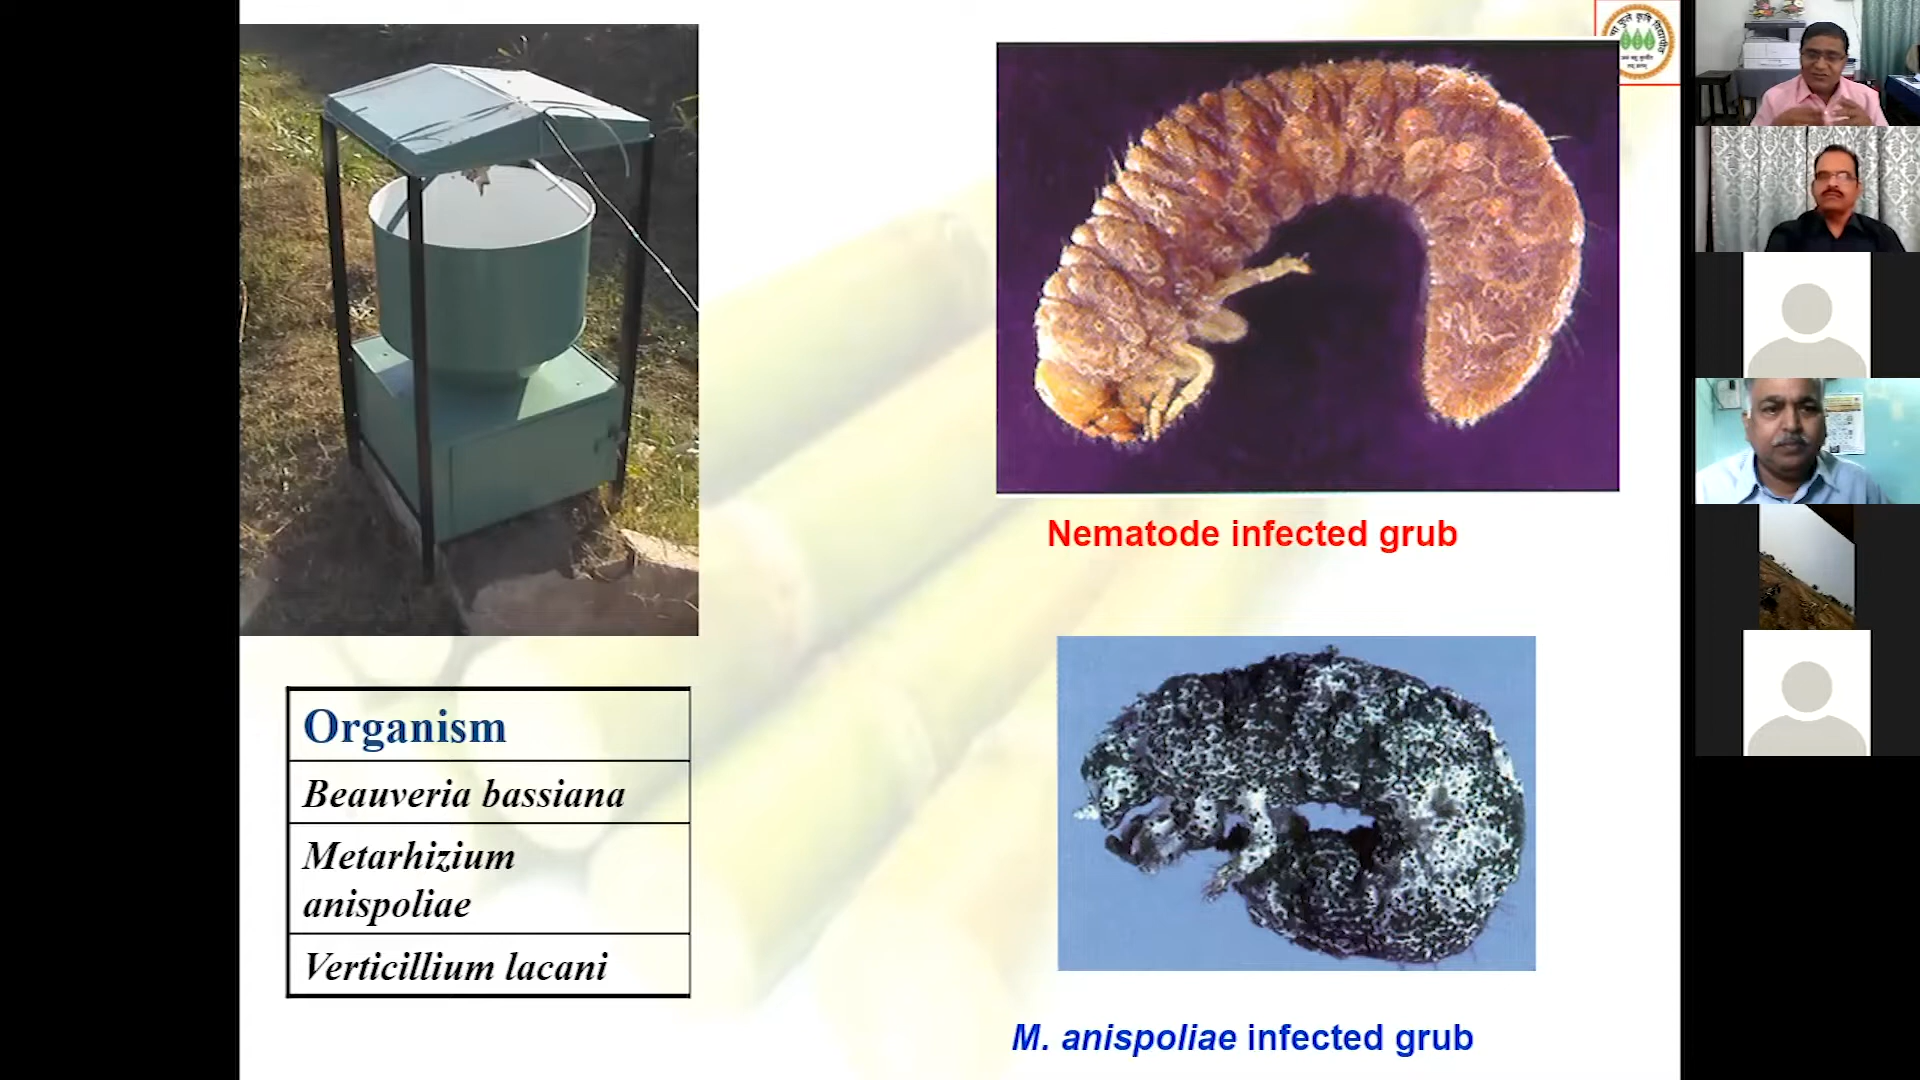 Nematode infected grub
Organism
Beauveria bassiana
Metarhizium
anispoliae
Verticillium lacani
M. anispoliae infected grub